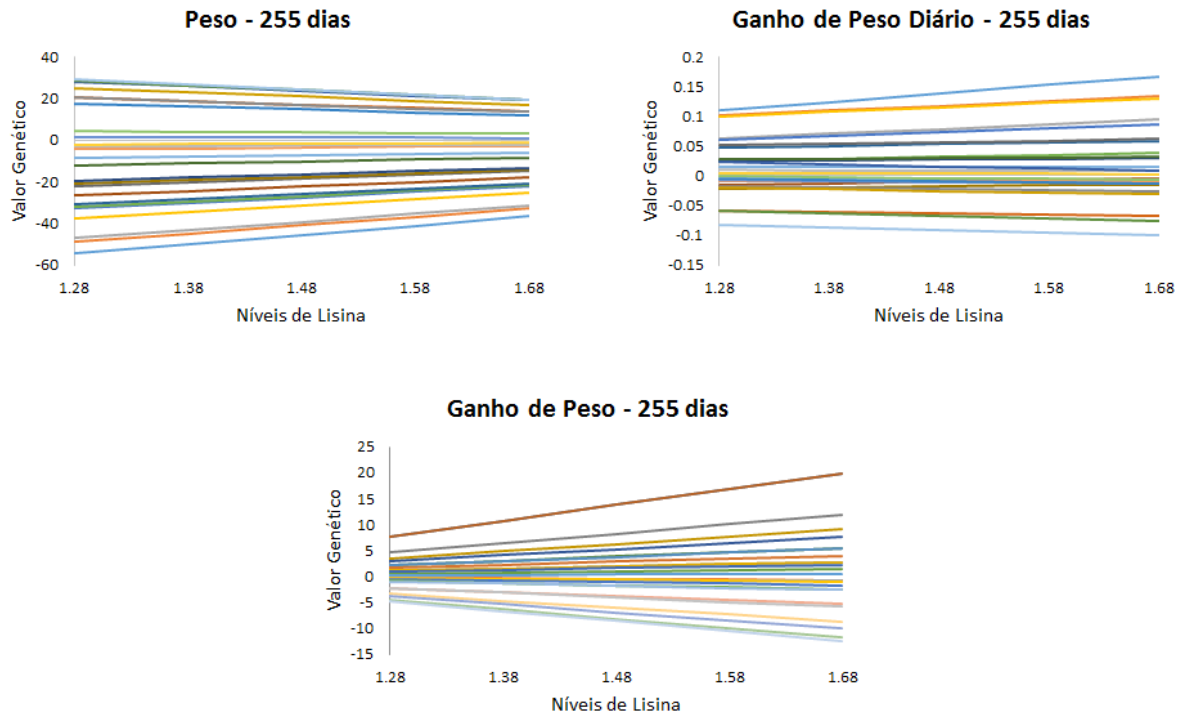 Peso - 255 dias
40
20
0
-20
-40
-60
Valor Genético
1.28 1.38 1.48 1.58 1.68
Níveis de Lisina
Ganho de Peso Diário - 255 dias
0.2
0.15
0.1
0.05
0
-0.05
-0.1
-0.15
Valor Genético
1.28 1.38 1.48 1.58 1.68
Níveis de Lisina
Ganho de Peso - 255 dias
25
20
15
10
5
0
-5
-10
-15
Valor Genético
1.28 1.38 1.48 1.58 1.68
Níveis de Lisina